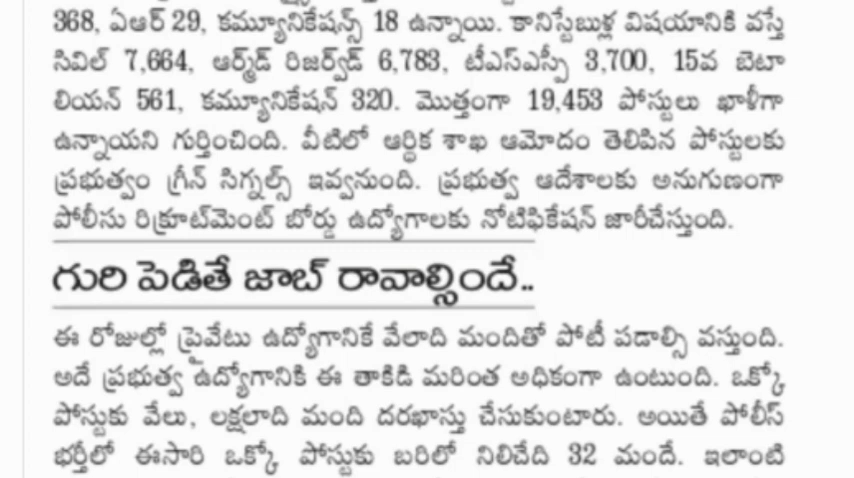 368, ఏఆర్ 29, కమ్యూనికేషన్స్ 18 ఉన్నాయి. కానిస్టేబుళ్ల విషయానికి వస్తే
సివిల్ 7,664, ఆర్మ్‌డ్ రిజర్వ్‌డ్ 6,783, టీఎస్ఎస్పీ 3,700, 15వ బెటా
లియన్ 561, కమ్యూనికేషన్ 320. మొత్తంగా 19,453 పోస్టులు ఖాళీగా
ఉన్నాయని గుర్తించింది. వీటిలో ఆర్థిక శాఖ ఆమోదం తెలిపిన పోస్టులకు
ప్రభుత్వం గ్రీన్ సిగ్నల్స్ ఇవ్వనుంది. ప్రభుత్వ ఆదేశాలకు అనుగుణంగా
పోలీసు రిక్రూట్‌మెంట్ బోర్డు ఉద్యోగాలకు నోటిఫికేషన్ జారీచేస్తుంది.
గురి పెడితే జాబ్ రావాల్సిందే..
ఈ రోజుల్లో ప్రైవేటు ఉద్యోగానికే వేలాది మందితో పోటీ పడాల్సి వస్తుంది.
అదే ప్రభుత్వ ఉద్యోగానికి ఈ తాకిడి మరింత అధికంగా ఉంటుంది. ఒక్కో
పోస్టుకు వేలు, లక్షలాది మంది దరఖాస్తు చేసుకుంటారు. అయితే పోలీస్
భర్తీలో ఈసారి ఒక్కో పోస్టుకు బరిలో నిలిచేది 32 మందే. ఇలాంటి